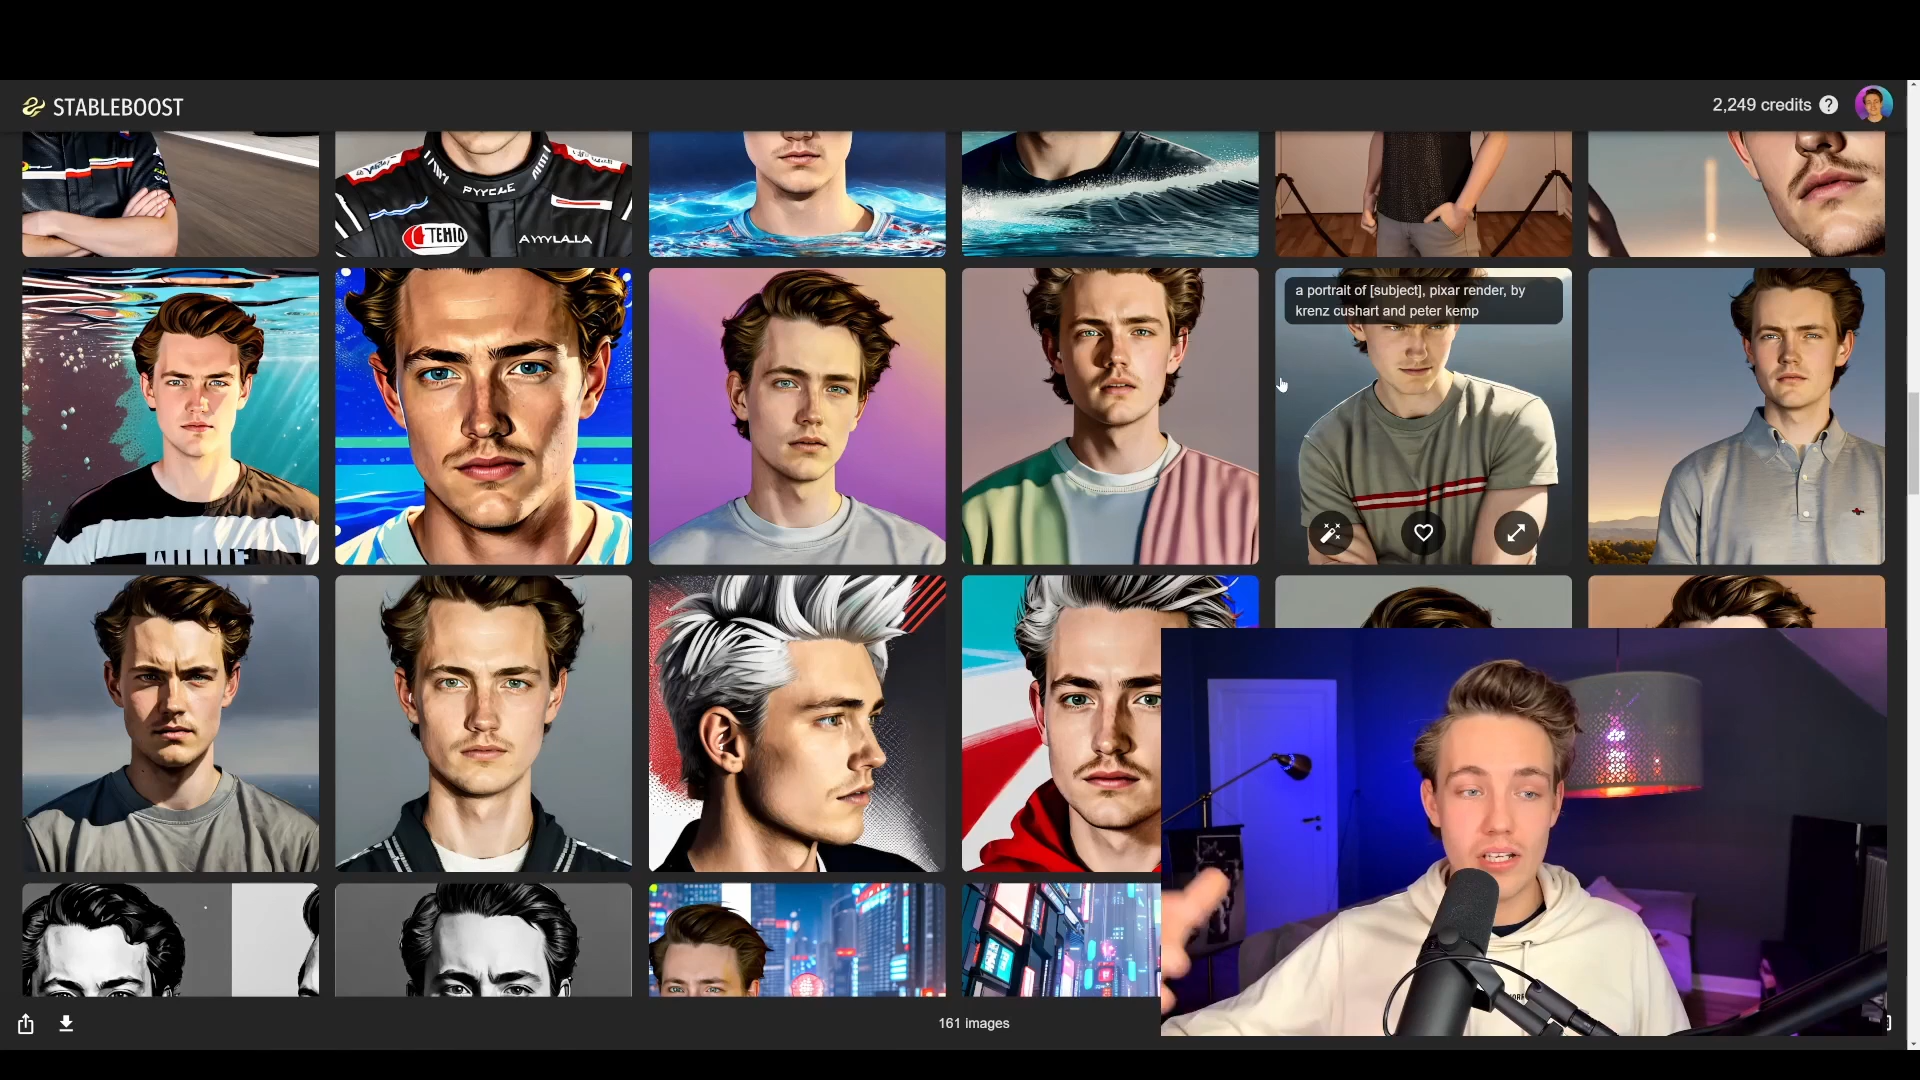 STABLEBOOST
2,249 credits ?
PYYCLE
TEHIO
AYYYLALLA
a portrait of [subject], pixar render, by
krenz cushart and peter kemp
161 images